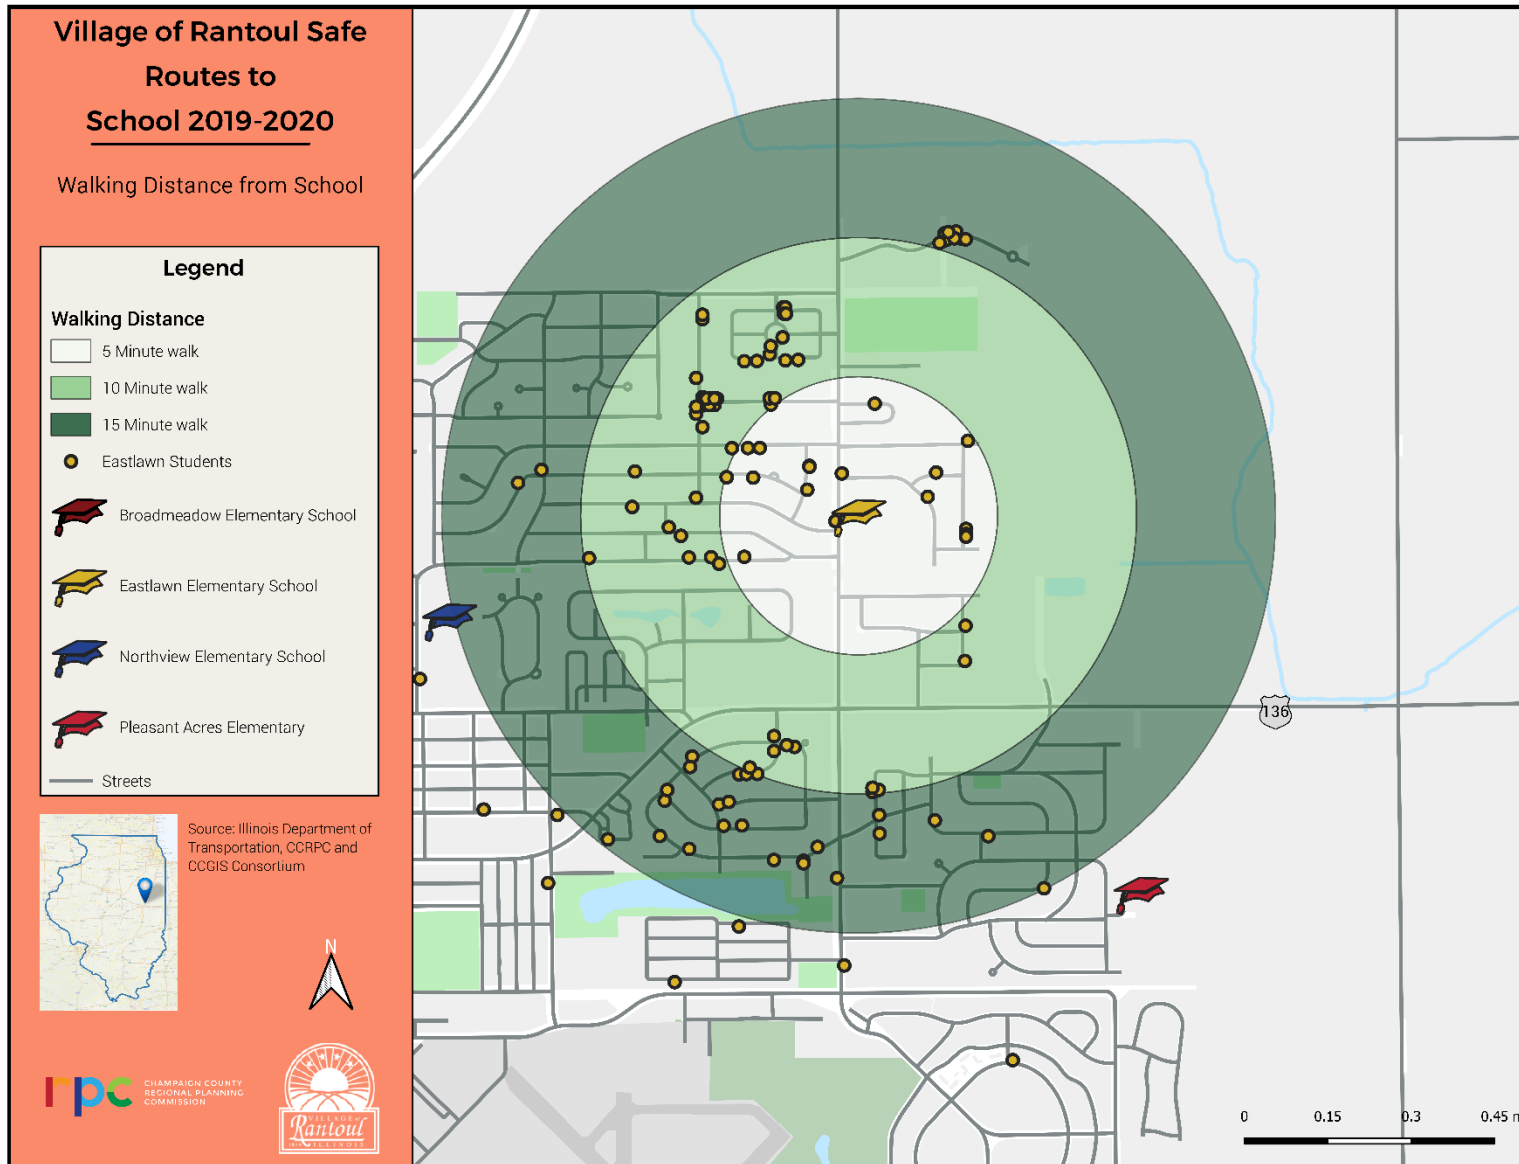 Village of Rantoul Safe
Routes to
School 2019-2020
Walking Distance from School
Legend
Walking Distance
5 Minute walk
10 Minute walk
15 Minute walk
Eastlawn Students
Broadmeadow Elementary School
Eastlawn Elementary School
Northview Elementary School
Pleasant Acres Elementary
Streets
Source: Illinois Department of
Transportation, CCRPC and
CCGIS Consortium
N
rpc
CHAMPAIGN COUNTY
REGIONAL PLANNING
COMMISSION
VILLAGE of
Rantoul
ILLINOIS
136
0 0.15 0.3 0.45 m